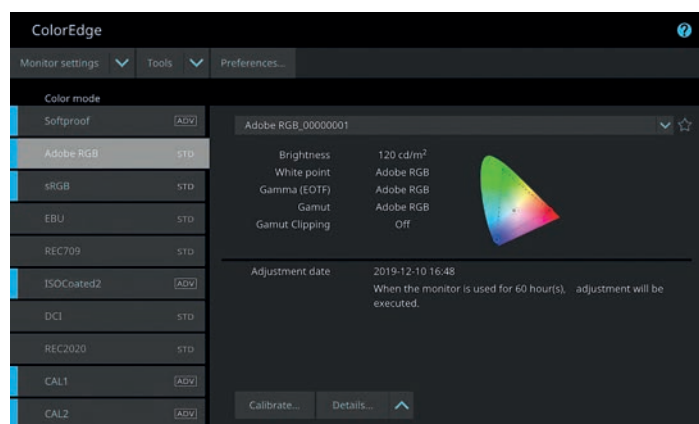 ColorEdge
?
Monitor settings Tools Preferences...
Color mode
Softproof ADV
Adobe RGB STD
sRGB STD
EBU STD
REC709 STD
ISOCoated2 ADV
DCI STD
REC2020 STD
CAL1 ADV
CAL2 ADV
Adobe RGB_00000001
Brightness 120 cd/m²
White point Adobe RGB
Gamma (EOTF) Adobe RGB
Gamut Adobe RGB
Gamut Clipping Off
Adjustment date 2019-12-10 16:48
When the monitor is used for 60 hour(s), adjustment will be
executed.
Calibrate... Details...